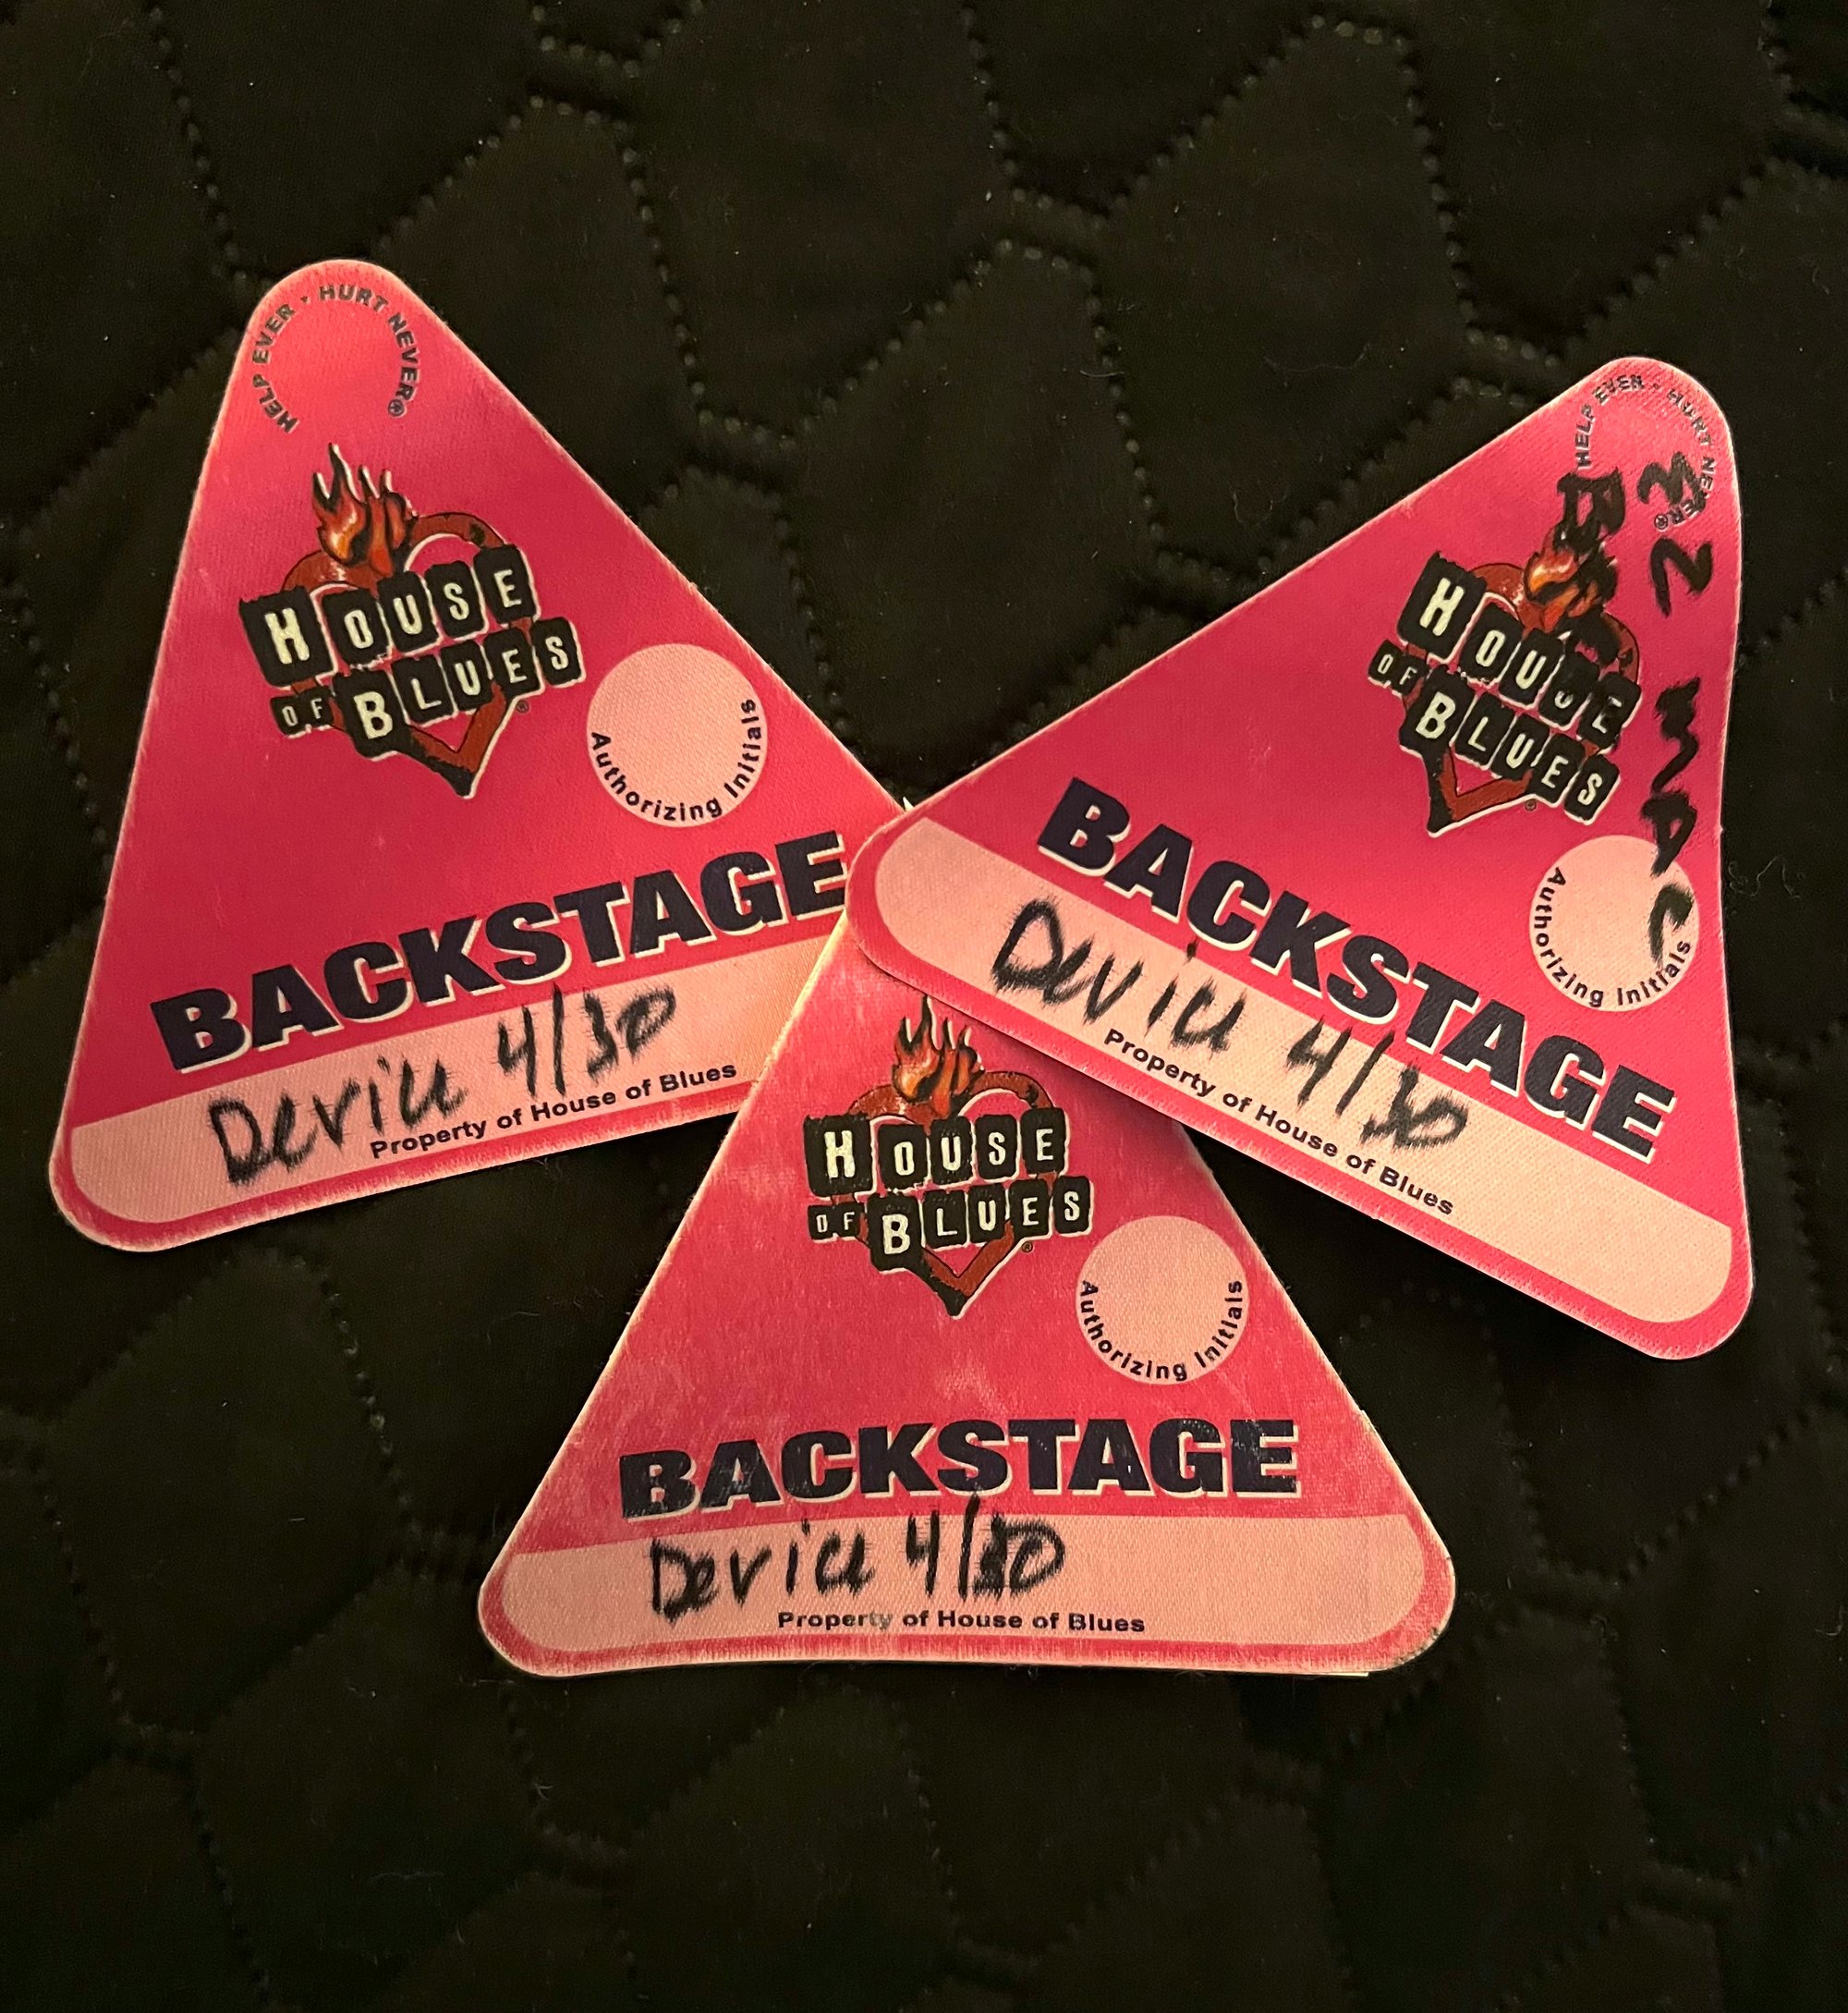 HELP EVER · HURT NEVER®
HOUSE
OF BLUES®
Authorizing Initials
BACKSTAGE
Device 4/30
Property of House of Blues
HELP EVER · HURT NEVER®
HOUSE
OF BLUES®
Authorizing Initials
BACKSTAGE
Device 4/30
Property of House of Blues
HOUSE
OF BLUES®
Authorizing Initials
BACKSTAGE
Device 4/30
Property of House of Blues